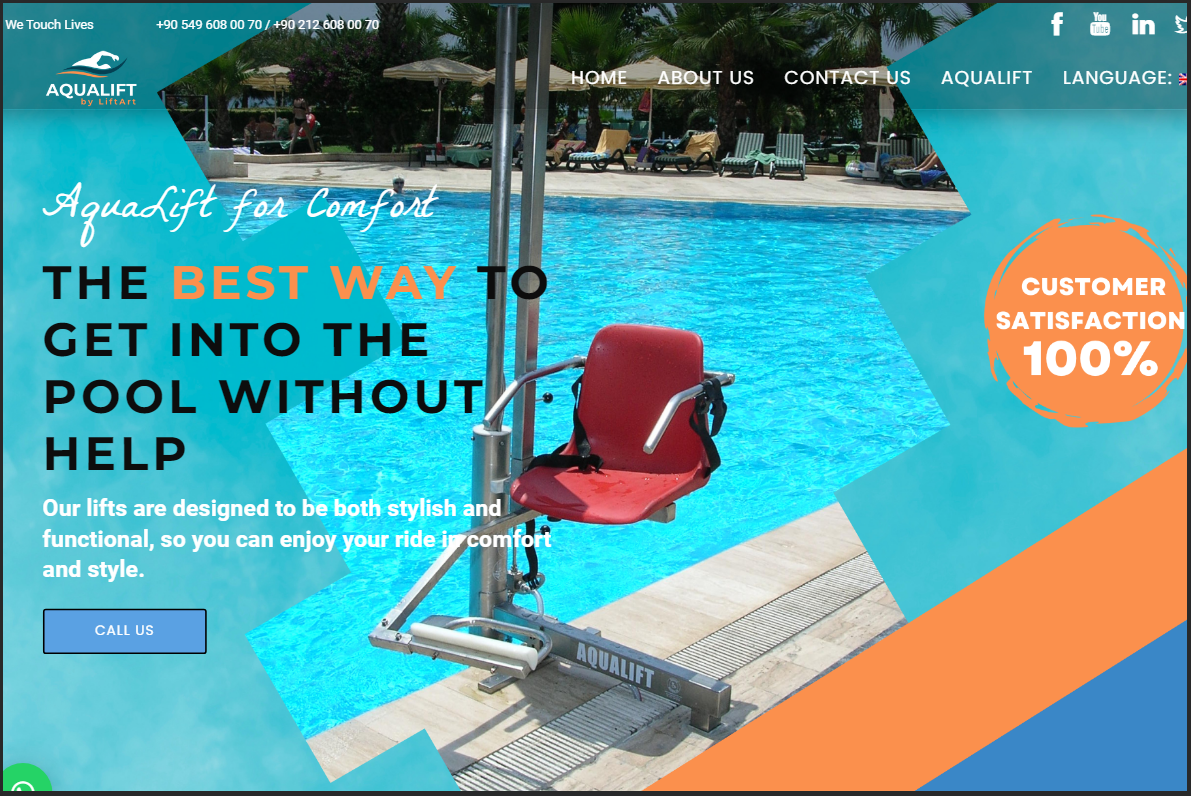 We Touch Lives
+90 549 608 00 70 / +90 212 608 00 70
You
Tube
in
AQUALIFT
by LiftArt
HOME
ABOUT US
CONTACT US
AQUALIFT
LANGUAGE:
AquaLift for Comfort
THE BEST WAY TO
GET INTO THE
POOL WITHOUT
HELP
Our lifts are designed to be both stylish and
functional, so you can enjoy your ride in comfort
and style.
CALL US
CUSTOMER
SATISFACTION
100%
AQUALIFT